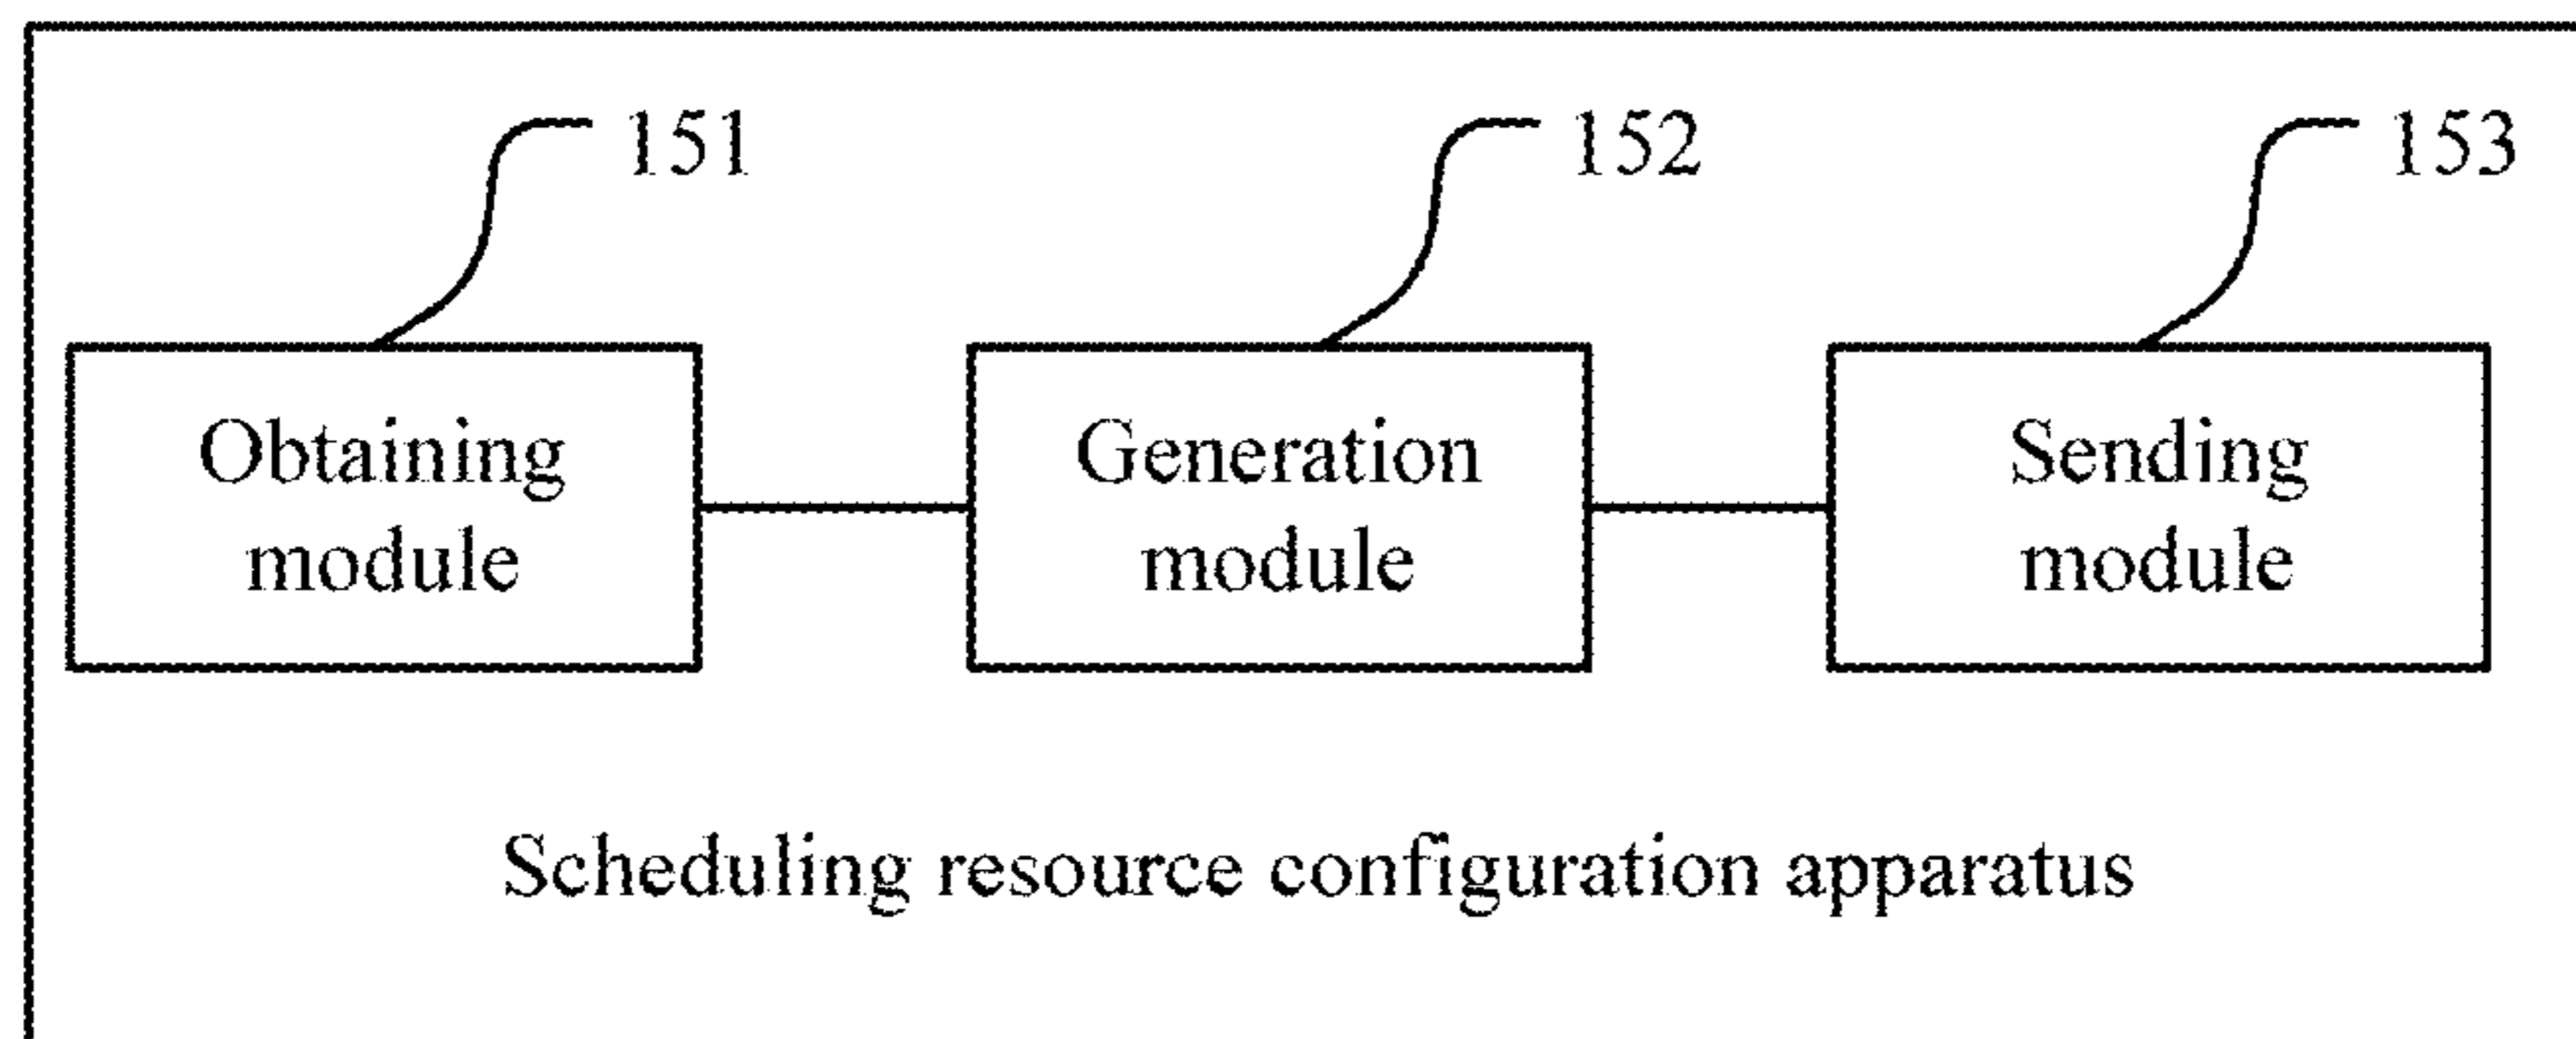 151
152
153
Obtaining
module
Generation
module
Sending
module
Scheduling resource configuration apparatus